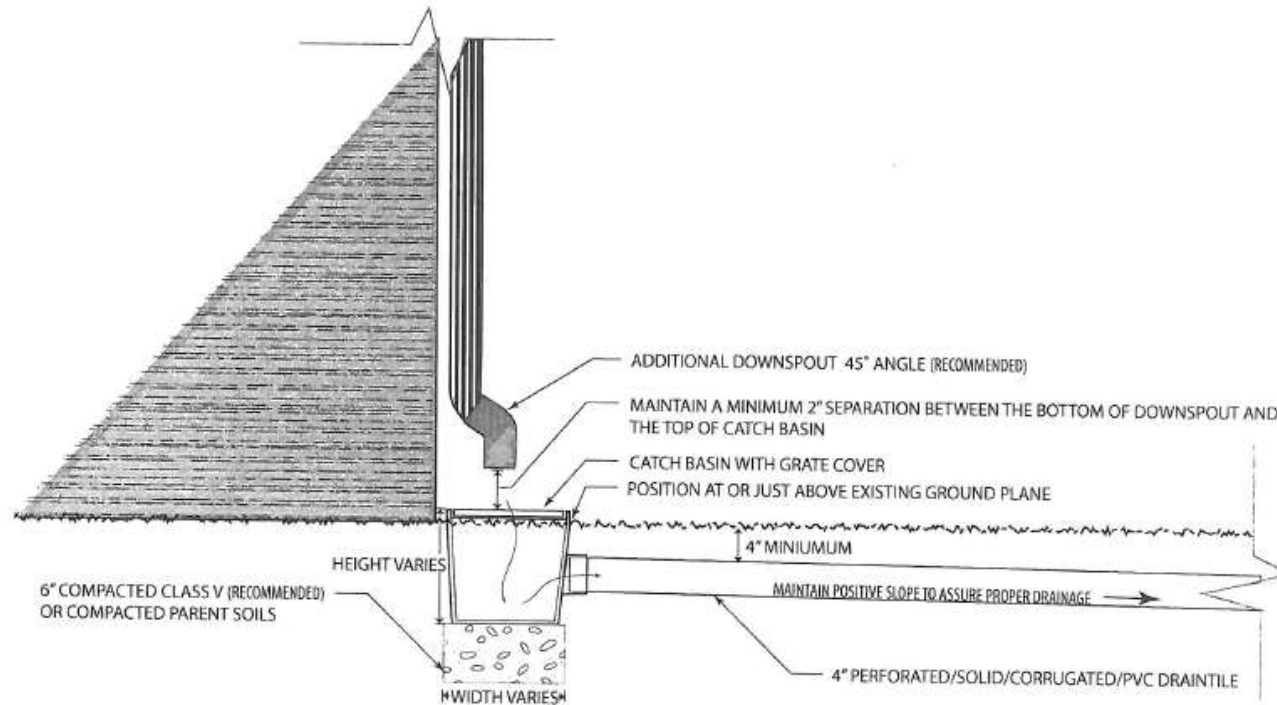 ADDITIONAL DOWNSPOUT 45° ANGLE (RECOMMENDED)
MAINTAIN A MINIMUM 2" SEPARATION BETWEEN THE BOTTOM OF DOWNSPOUT AND
THE TOP OF CATCH BASIN
CATCH BASIN WITH GRATE COVER
POSITION AT OR JUST ABOVE EXISTING GROUND PLANE
4" MINIUMUM
HEIGHT VARIES
6" COMPACTED CLASS V (RECOMMENDED)
OR COMPACTED PARENT SOILS
MAINTAIN POSITIVE SLOPE TO ASSURE PROPER DRAINAGE
4" PERFORATED/SOLID/CORRUGATED/PVC DRAINTILE
WIDTH VARIES